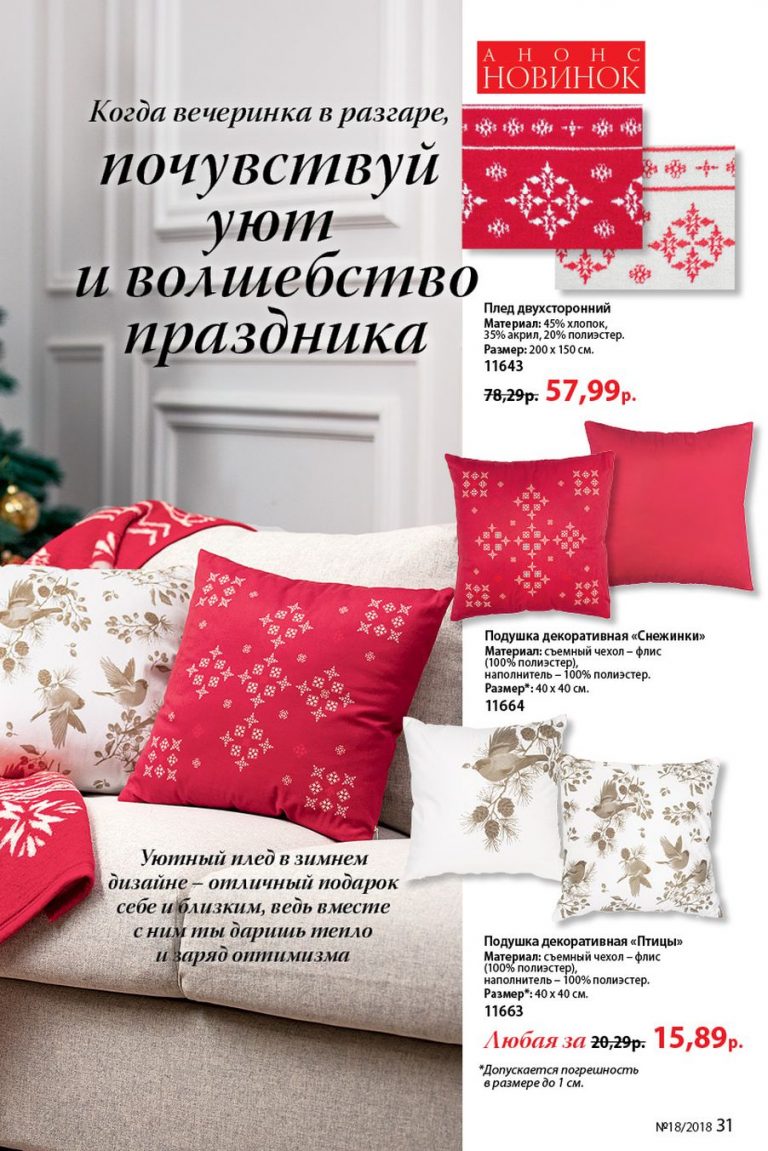 Когда вечеринка в разгаре,
почувствуй
уют
и волшебство
праздника
АНОНС
НОВИНОК
Плед двухсторонний
Материал: 45% хлопок,
35% акрил, 20% полиэстер.
Размер: 200 х 150 см.
11643
78,29р. 57,99р.
Подушка декоративная «Снежинки»
Материал: съемный чехол – флис
(100% полиэстер),
наполнитель – 100% полиэстер.
Размер*: 40 х 40 см.
11664
Уютный плед в зимнем
дизайне – отличный подарок
себе и близким, ведь вместе
с ним ты даришь тепло
и заряд оптимизма
Подушка декоративная «Птицы»
Материал: съемный чехол – флис
(100% полиэстер),
наполнитель – 100% полиэстер.
Размер*: 40 х 40 см.
11663
Любая за 20,29р. 15,89р.
*Допускается погрешность
в размере до 1 см.
№18/2018 31